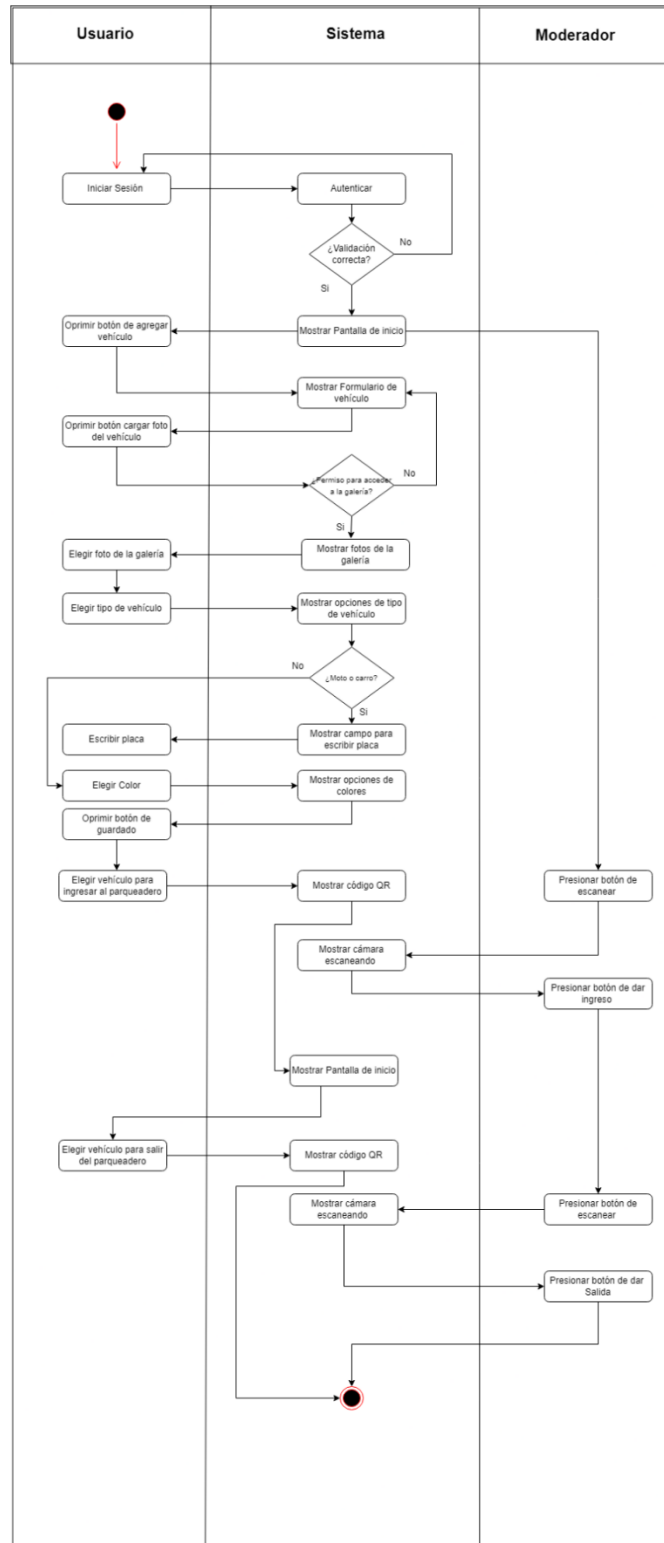 Usuario
Sistema
Moderador
Iniciar Sesión
Autenticar
¿Validación
correcta?
No
Si
Oprimir botón de agregar
vehículo
Mostrar Pantalla de inicio
Mostrar Formulario de
vehículo
Oprimir botón cargar foto
del vehículo
¿Permiso para acceder
a la galería?
No
Si
Elegir foto de la galería
Mostrar fotos de la
galería
Elegir tipo de vehículo
Mostrar opciones de tipo
de vehículo
No
¿Moto o carro?
Si
Escribir placa
Mostrar campo para
escribir placa
Elegir Color
Mostrar opciones de
colores
Oprimir botón de
guardado
Elegir vehículo para
ingresar al parqueadero
Mostrar código QR
Presionar botón de
escanear
Mostrar cámara
escaneando
Presionar botón de dar
ingreso
Mostrar Pantalla de inicio
Elegir vehículo para salir
del parqueadero
Mostrar código QR
Mostrar cámara
escaneando
Presionar botón de
escanear
Presionar botón de dar
Salida